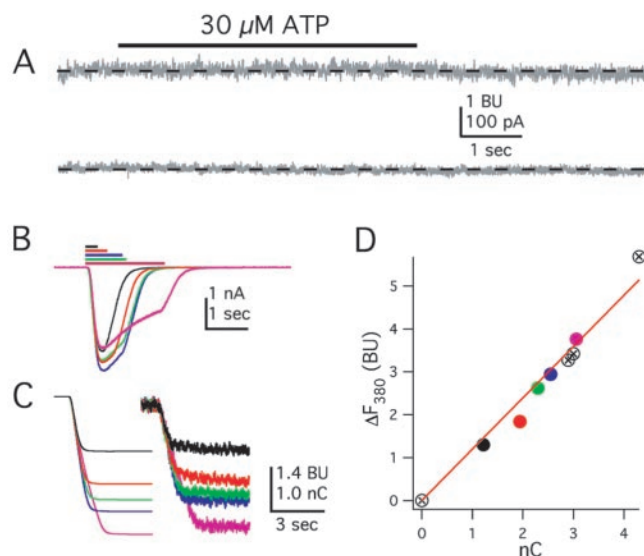 30 µM ATP
A
1 BU
100 pA
1 sec
B
1 nA
1 sec
C
1.4 BU
1.0 nC
3 sec
D
ΔF380 (BU)
5
4
3
2
1
0
0
1
2
3
4
nC